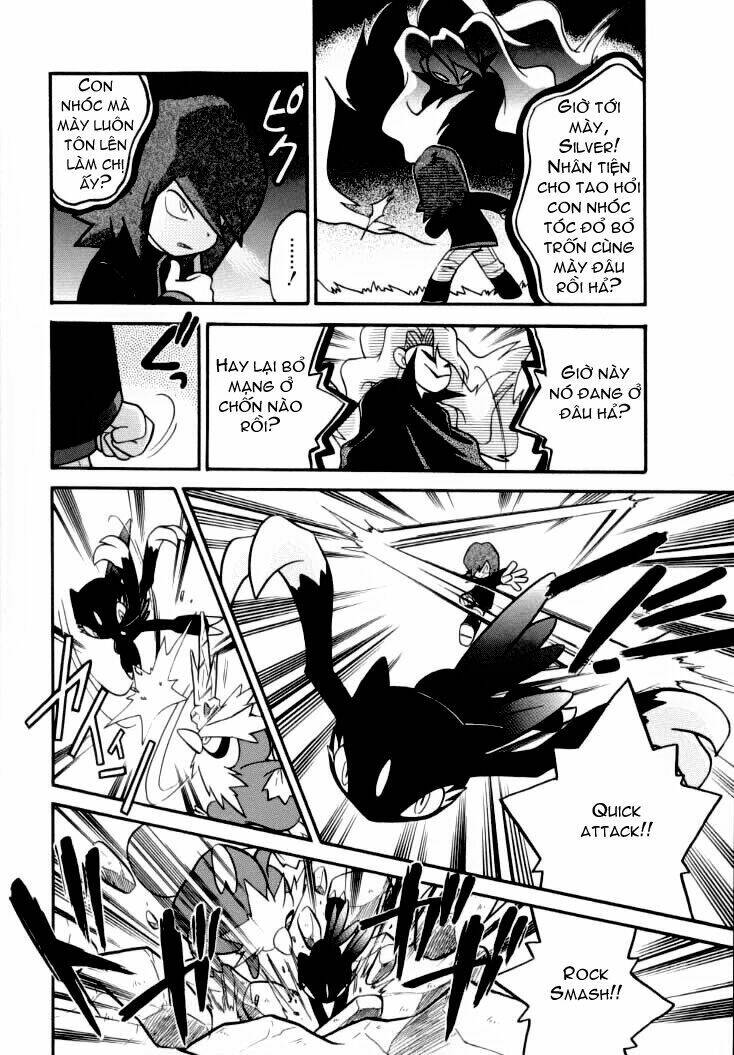 GIỜ TỚI
MÀY,
SILVER!
NHÂN TIỆN
CHO TAO HỎI
CON NHÓC
TÓC ĐỎ BỎ
TRỐN CÙNG
MÀY ĐÂU
RỒI HẢ?
CON
NHÓC MÀ
MÀY LUÔN
TÔN LÊN
LÀM CHỊ
ẤY?
ピク
……!
GIỜ NÀY
NÓ ĐANG Ở
ĐÂU HẢ?
HAY LẠI BỎ
MẠNG Ở
CHỐN NÀO
RỒI?
QUICK
ATTACK!!
ROCK
SMASH!!